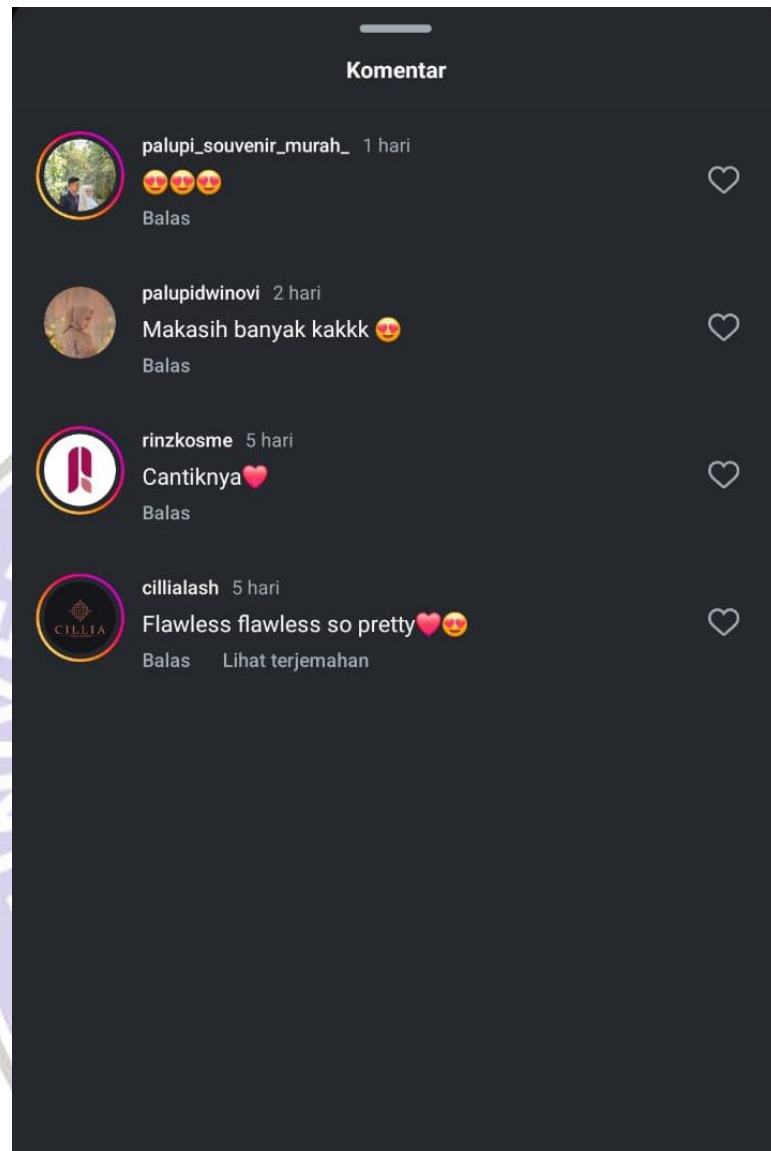 Komentar
palupi_souvenir_murah_ 1 hari
😍😍😍
Balas
palupidwinovi 2 hari
Makasih banyak kakkk 😍
Balas
rinzkosme 5 hari
Cantiknya❤️
Balas
CILLIA
cillialash 5 hari
Flawless flawless so pretty❤️😍
Balas Lihat terjemahan